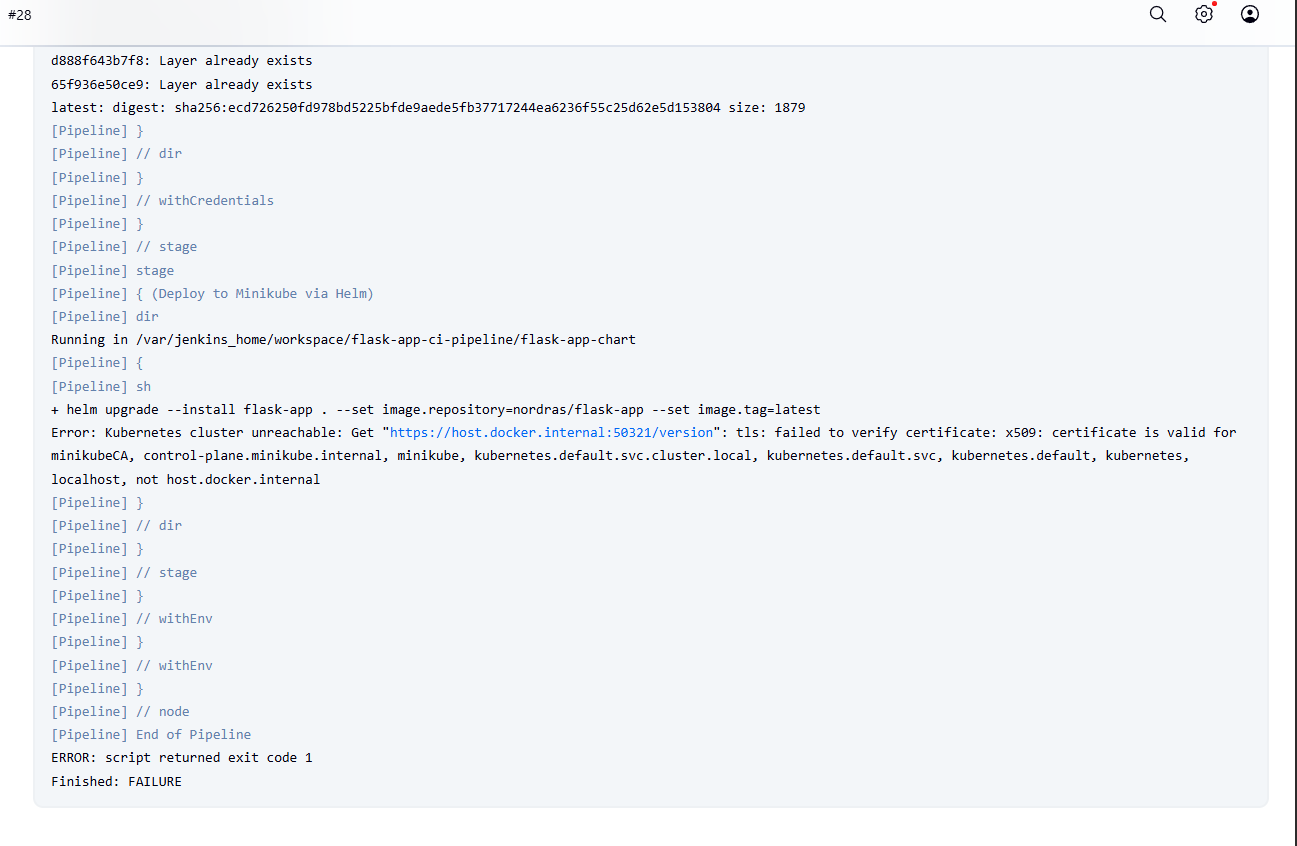 #28
d888f643b7f8: Layer already exists
65f936e50ce9: Layer already exists
latest: digest: sha256:ecd726250fd978bd5225bfde9aede5fb37717244ea6236f55c25d62e5d153804 size: 1879
[Pipeline] }
[Pipeline] // dir
[Pipeline] }
[Pipeline] // withCredentials
[Pipeline] }
[Pipeline] // stage
[Pipeline] stage
[Pipeline] { (Deploy to Minikube via Helm)
[Pipeline] dir
Running in /var/jenkins_home/workspace/flask-app-ci-pipeline/flask-app-chart
[Pipeline] {
[Pipeline] sh
+ helm upgrade --install flask-app . --set image.repository=nordras/flask-app --set image.tag=latest
Error: Kubernetes cluster unreachable: Get "https://host.docker.internal:50321/version": tls: failed to verify certificate: x509: certificate is valid for
minikubeCA, control-plane.minikube.internal, minikube, kubernetes.default.svc.cluster.local, kubernetes.default.svc, kubernetes.default, kubernetes,
localhost, not host.docker.internal
[Pipeline] }
[Pipeline] // dir
[Pipeline] }
[Pipeline] // stage
[Pipeline] }
[Pipeline] // withEnv
[Pipeline] }
[Pipeline] // withEnv
[Pipeline] }
[Pipeline] // node
[Pipeline] End of Pipeline
ERROR: script returned exit code 1
Finished: FAILURE